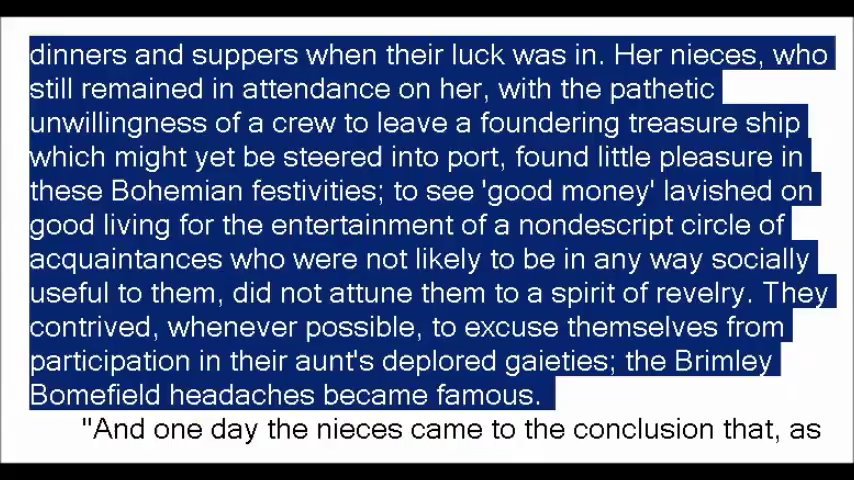 dinners and suppers when their luck was in. Her nieces, who
still remained in attendance on her, with the pathetic
unwillingness of a crew to leave a foundering treasure ship
which might yet be steered into port, found little pleasure in
these Bohemian festivities; to see 'good money' lavished on
good living for the entertainment of a nondescript circle of
acquaintances who were not likely to be in any way socially
useful to them, did not attune them to a spirit of revelry. They
contrived, whenever possible, to excuse themselves from
participation in their aunt's deplored gaieties; the Brimley
Bomefield headaches became famous.
"And one day the nieces came to the conclusion that, as